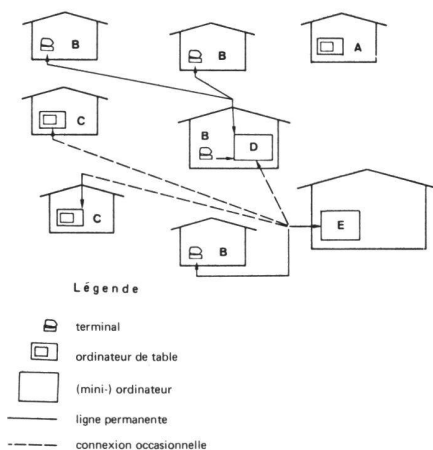 B
B
A
C
B
D
C
B
E
Légende
terminal
ordinateur de table
(mini-) ordinateur
ligne permanente
connexion occasionnelle